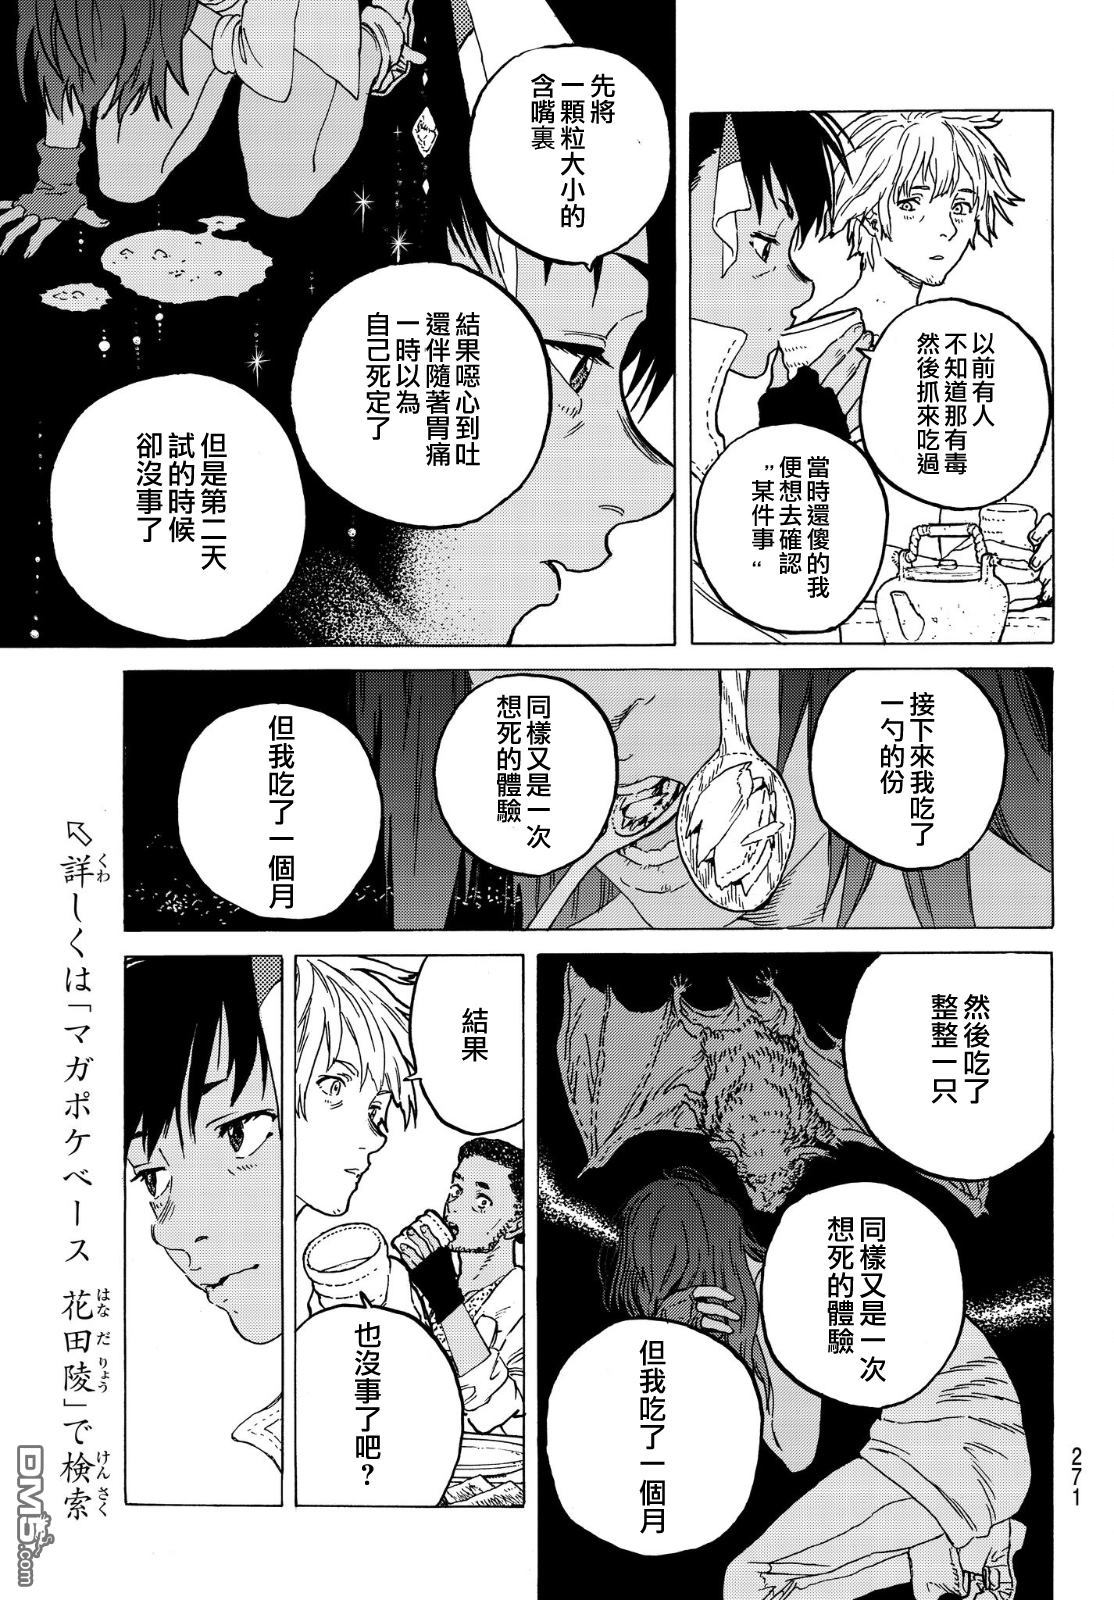 以前有人
不知道那有毒
然後抓來吃過
當時還傻的我
便想去確認
”某件事“
先將
一顆粒大小的
含嘴裏
結果噁心到吐
還伴隨著胃痛
一時以為
自己死定了
但是第二天
試的時候
卻沒事了
接下來我吃了
一勺的份
同樣又是一次
想死的體驗
但我吃了一個月
然後吃了
整整一只
同樣又是一次
想死的體驗
但我吃了一個月
結果
也沒事了吧?
詳しくは「マガポケベース 花田陵」で検索
くわ
はなだりょう
けんさく
271
DM5.com